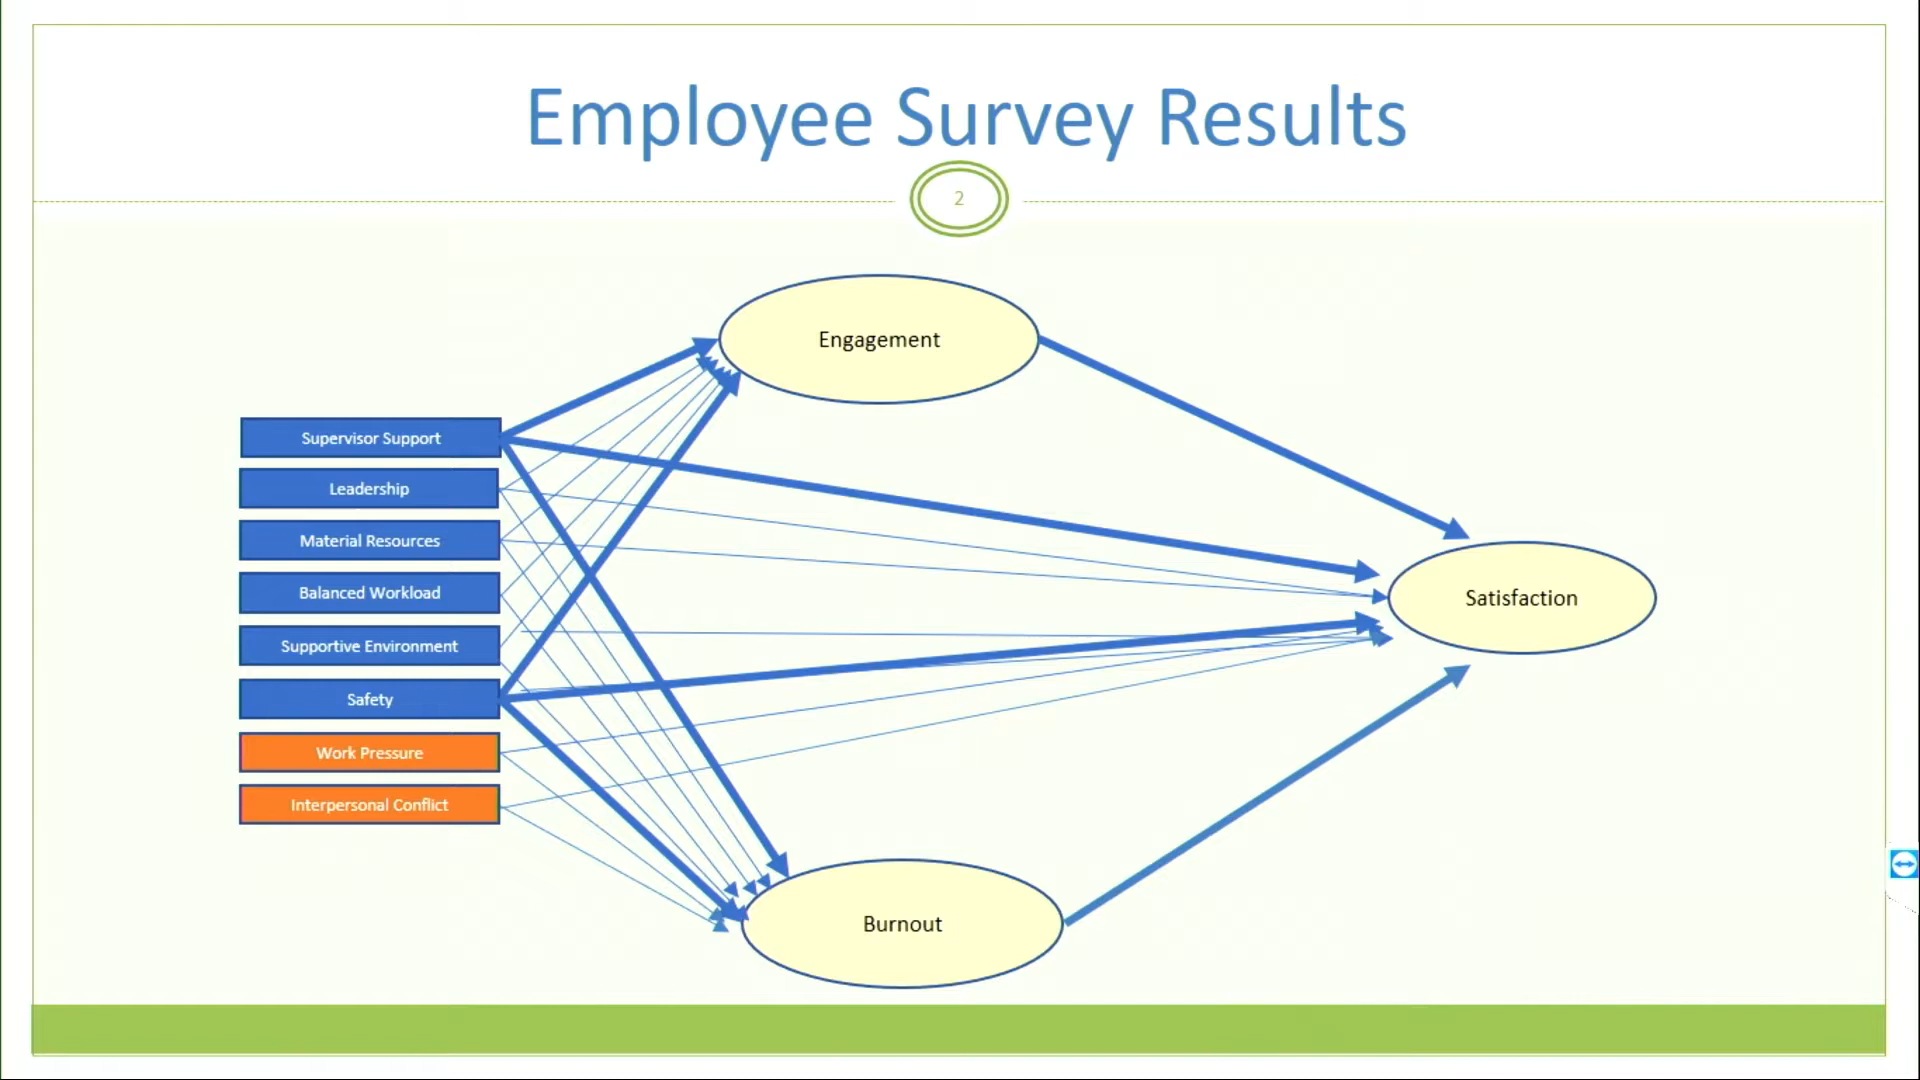 Employee Survey Results
2
Engagement
Supervisor Support
Leadership
Material Resources
Balanced Workload
Supportive Environment
Safety
Work Pressure
Interpersonal Conflict
Satisfaction
Burnout